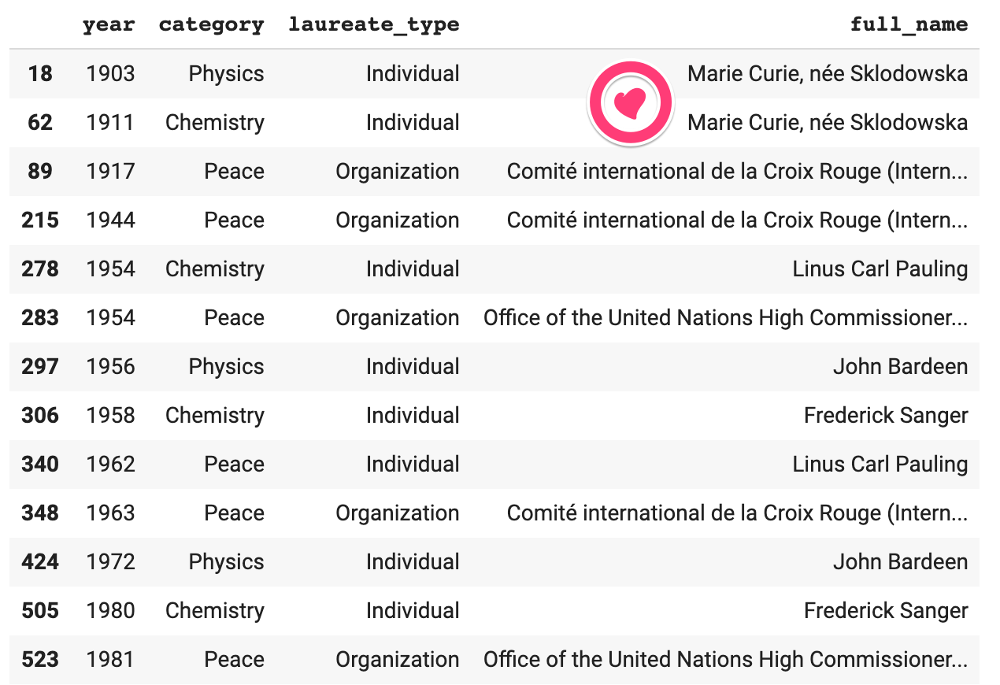 year category laureate_type full_name
18 1903 Physics Individual Marie Curie, née Sklodowska
62 1911 Chemistry Individual Marie Curie, née Sklodowska
89 1917 Peace Organization Comité international de la Croix Rouge (Intern...
215 1944 Peace Organization Comité international de la Croix Rouge (Intern...
278 1954 Chemistry Individual Linus Carl Pauling
283 1954 Peace Organization Office of the United Nations High Commissioner...
297 1956 Physics Individual John Bardeen
306 1958 Chemistry Individual Frederick Sanger
340 1962 Peace Individual Linus Carl Pauling
348 1963 Peace Organization Comité international de la Croix Rouge (Intern...
424 1972 Physics Individual John Bardeen
505 1980 Chemistry Individual Frederick Sanger
523 1981 Peace Organization Office of the United Nations High Commissioner...